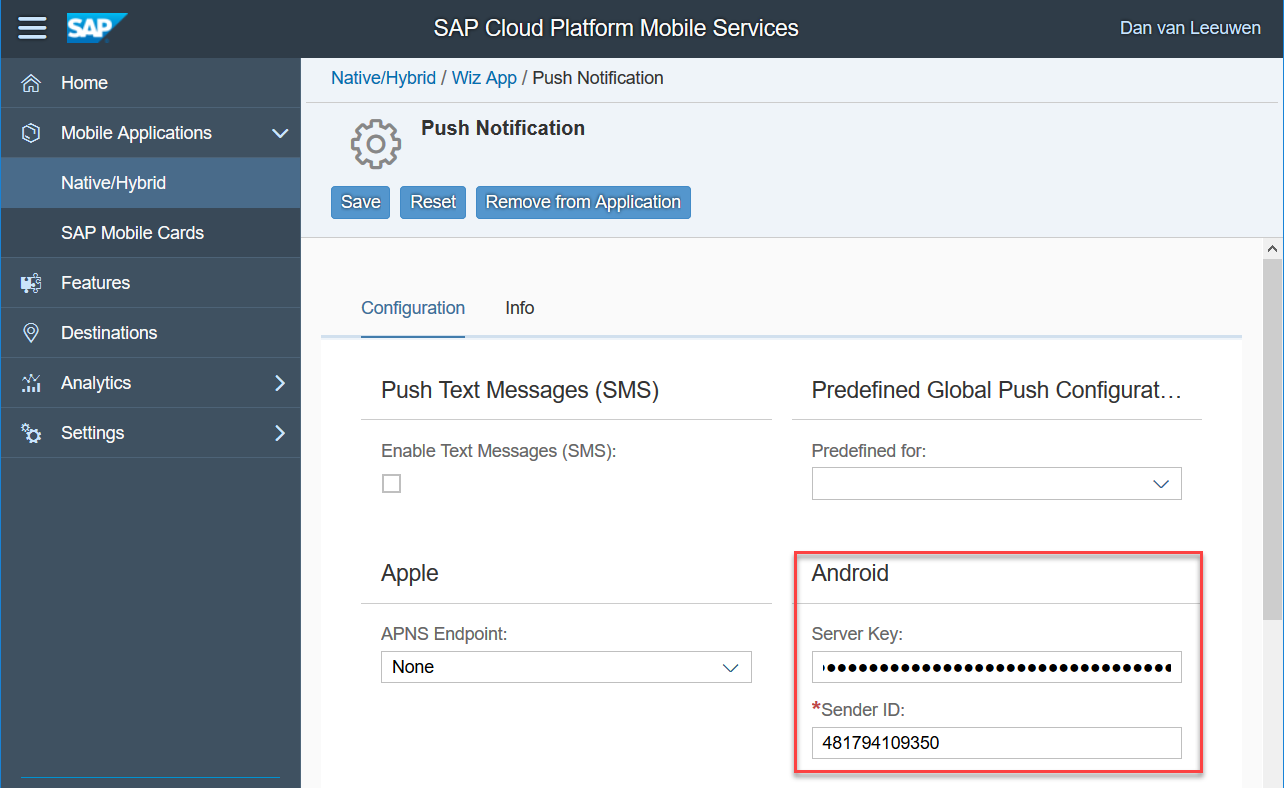 SAP
SAP Cloud Platform Mobile Services
Dan van Leeuwen
Home
Mobile Applications
Native/Hybrid
SAP Mobile Cards
Features
Destinations
Analytics
Settings
Native/Hybrid / Wiz App / Push Notification
Push Notification
Save
Reset
Remove from Application
Configuration
Info
Push Text Messages (SMS)
Enable Text Messages (SMS):
Predefined Global Push Configurat...
Predefined for:
Apple
APNS Endpoint:
None
Android
Server Key:
*Sender ID:
481794109350